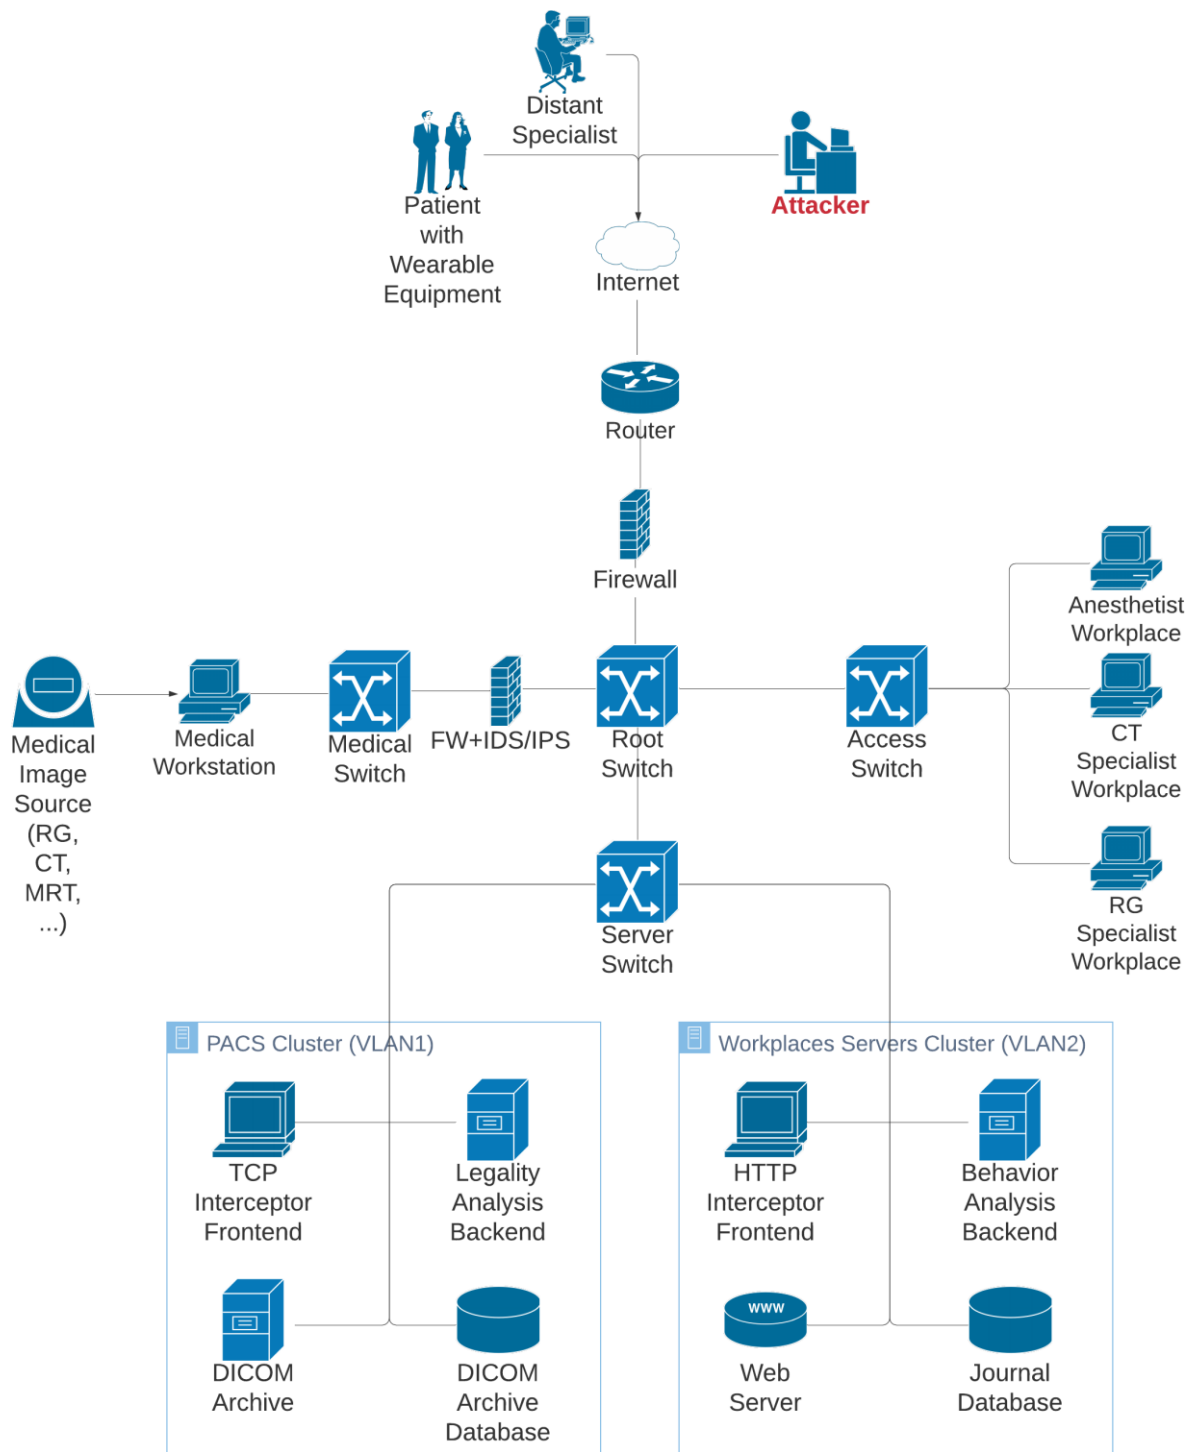 Distant
Specialist
Patient
with
Wearable
Equipment
Attacker
Internet
Router
Firewall
Anesthetist
Workplace
Medical
Image
Source
(RG,
CT,
MRT,
...)
Medical
Workstation
Medical
Switch
FW+IDS/IPS
Root
Switch
Access
Switch
CT
Specialist
Workplace
RG
Specialist
Workplace
Server
Switch
PACS Cluster (VLAN1)
TCP
Interceptor
Frontend
Legality
Analysis
Backend
DICOM
Archive
DICOM
Archive
Database
Workplaces Servers Cluster (VLAN2)
HTTP
Interceptor
Frontend
Behavior
Analysis
Backend
WWW
Web
Server
Journal
Database